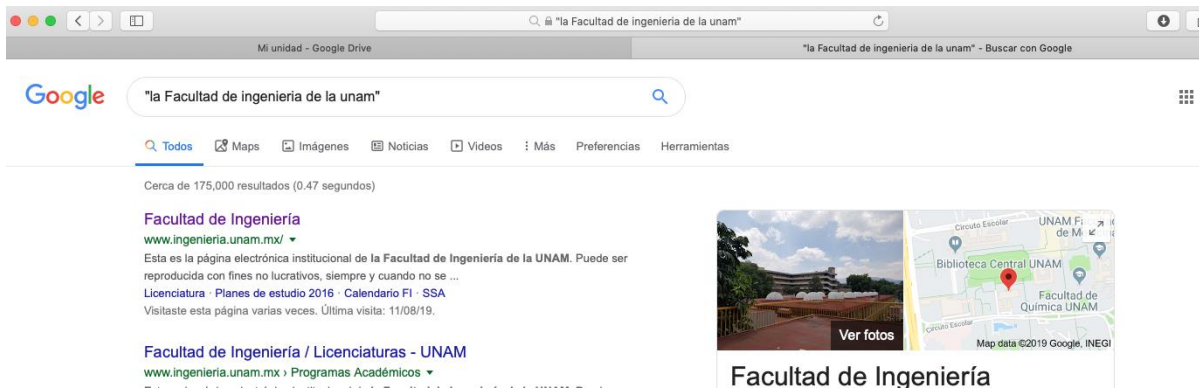 "la Facultad de ingenieria de la unam"
Mi unidad - Google Drive
"la Facultad de ingenieria de la unam" - Buscar con Google
Google
"la Facultad de ingenieria de la unam"
Todos Maps Imágenes Noticias Videos Más Preferencias Herramientas
Cerca de 175,000 resultados (0.47 segundos)
Facultad de Ingeniería
www.ingenieria.unam.mx/
Esta es la página electrónica institucional de la Facultad de Ingeniería de la UNAM. Puede ser
reproducida con fines no lucrativos, siempre y cuando no se ...
Licenciatura · Planes de estudio 2016 · Calendario FI · SSA
Visitaste esta página varias veces. Última visita: 11/08/19.
Facultad de Ingeniería / Licenciaturas - UNAM
www.ingenieria.unam.mx › Programas Académicos
Ver fotos
Circuito Escolar
UNAM
de
Biblioteca Central UNAM
Facultad de
Química UNAM
Circuito Escolar
Map data ©2019 Google, INEGI
Facultad de Ingeniería